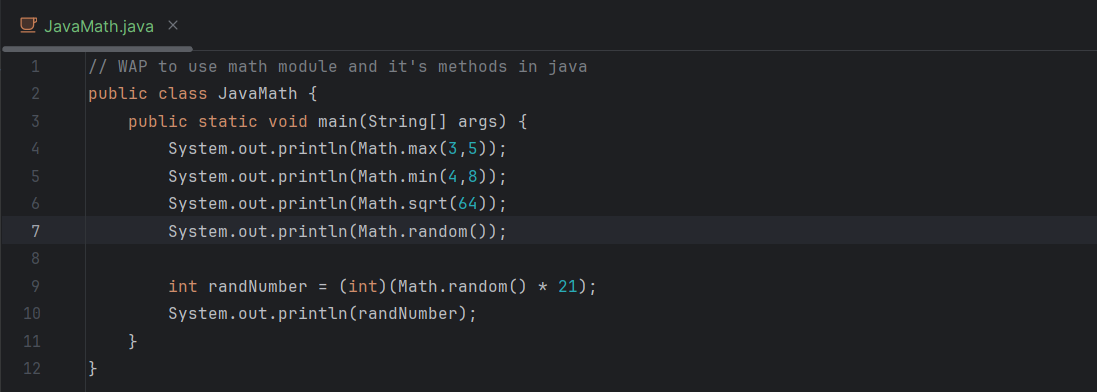 JavaMath.java ×
1 // WAP to use math module and it's methods in java
2 public class JavaMath {
3     public static void main(String[] args) {
4         System.out.println(Math.max(3,5));
5         System.out.println(Math.min(4,8));
6         System.out.println(Math.sqrt(64));
7         System.out.println(Math.random());
8
9         int randNumber = (int)(Math.random() * 21);
10         System.out.println(randNumber);
11     }
12 }